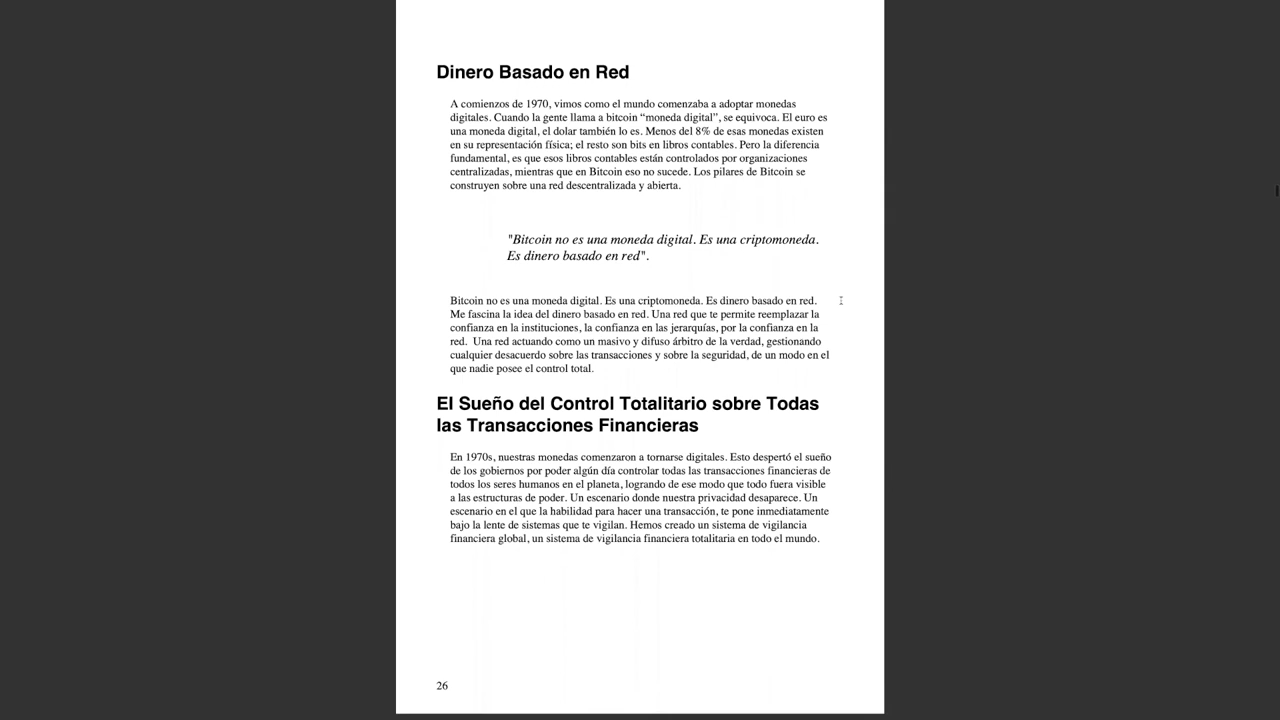 Dinero Basado en Red
A comienzos de 1970, vimos como el mundo comenzaba a adoptar monedas
digitales. Cuando la gente llama a bitcoin “moneda digital”, se equivoca. El euro es
una moneda digital, el dolar también lo es. Menos del 8% de esas monedas existen
en su representación física; el resto son bits en libros contables. Pero la diferencia
fundamental, es que esos libros contables están controlados por organizaciones
centralizadas, mientras que en Bitcoin eso no sucede. Los pilares de Bitcoin se
construyen sobre una red descentralizada y abierta.
"Bitcoin no es una moneda digital. Es una criptomoneda.
Es dinero basado en red".
Bitcoin no es una moneda digital. Es una criptomoneda. Es dinero basado en red.
Me fascina la idea del dinero basado en red. Una red que te permite reemplazar la
confianza en la instituciones, la confianza en las jerarquías, por la confianza en la
red.  Una red actuando como un masivo y difuso árbitro de la verdad, gestionando
cualquier desacuerdo sobre las transacciones y sobre la seguridad, de un modo en el
que nadie posee el control total.
El Sueño del Control Totalitario sobre Todas
las Transacciones Financieras
En 1970s, nuestras monedas comenzaron a tornarse digitales. Esto despertó el sueño
de los gobiernos por poder algún día controlar todas las transacciones financieras de
todos los seres humanos en el planeta, logrando de ese modo que todo fuera visible
a las estructuras de poder. Un escenario donde nuestra privacidad desaparece. Un
escenario en el que la habilidad para hacer una transacción, te pone inmediatamente
bajo la lente de sistemas que te vigilan. Hemos creado un sistema de vigilancia
financiera global, un sistema de vigilancia financiera totalitaria en todo el mundo.
26